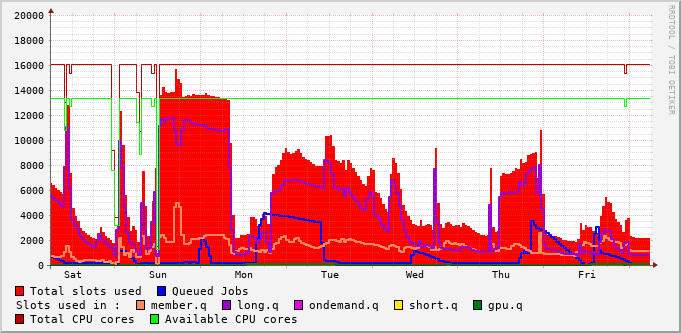 20000
18000
16000
14000
12000
10000
8000
6000
4000
2000
0
Sat Sun Mon Tue Wed Thu Fri
Total slots used Queued Jobs
Slots used in : member.q long.q ondemand.q short.q gpu.q
Total CPU cores Available CPU cores
RRDTOOL / TOBI OETIKER